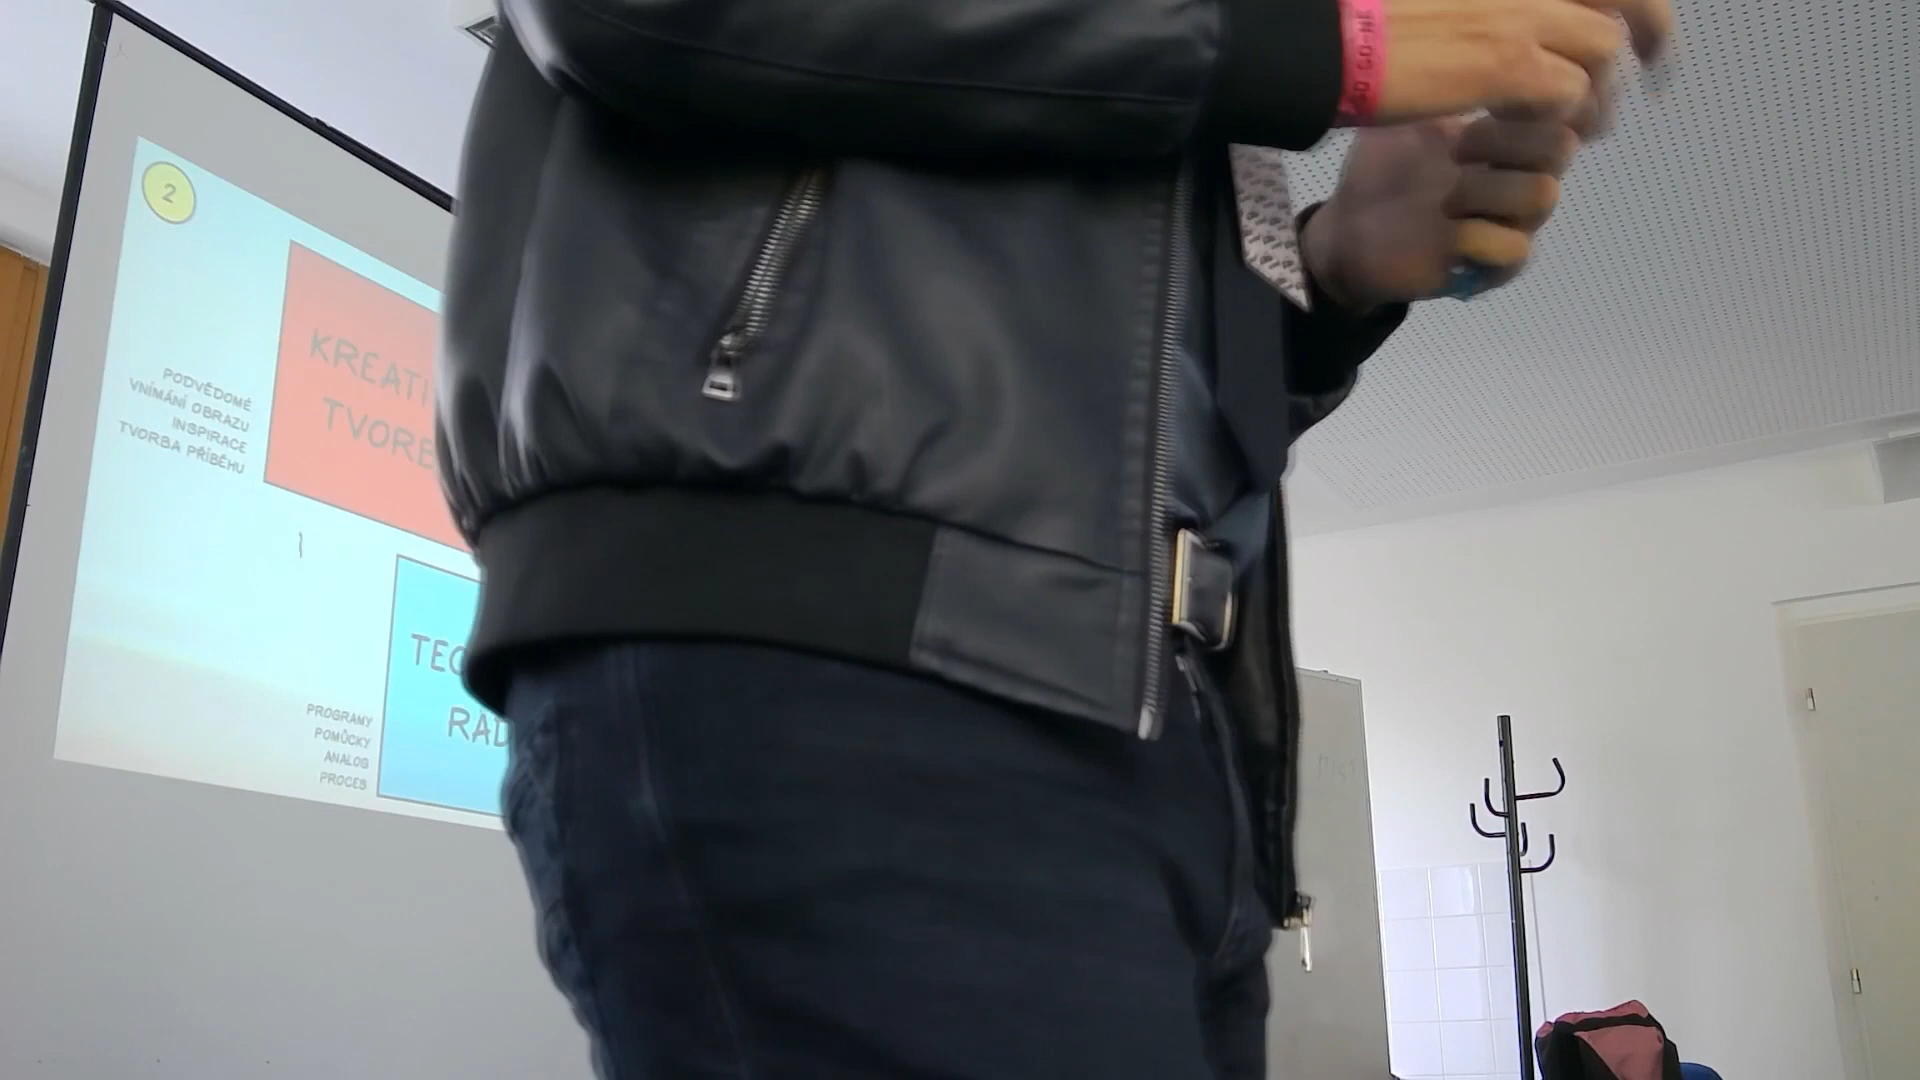 2
KREATI
TVORB
PODVĚDOMÉ
VNÍMÁNÍ OBRAZU
INSPIRACE
TVORBA PŘÍBĚHU
TEC
RAD
PROGRAMY
POMŮCKY
ANALOG
PROCES